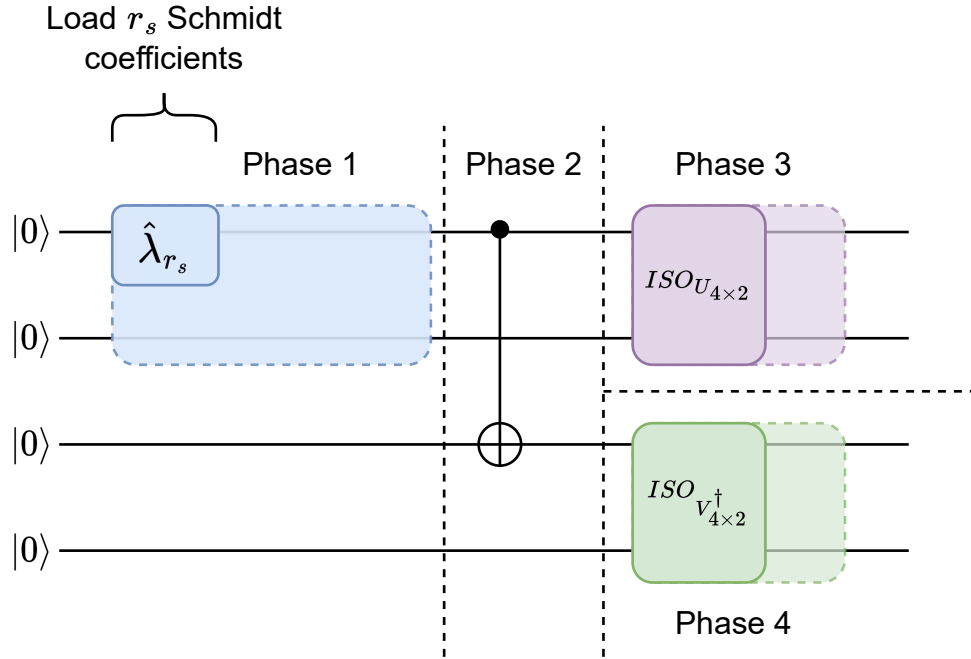 Load r_s Schmidt
coefficients
Phase 1
Phase 2
Phase 3
|0⟩
λ̂_{r_s}
ISO_{U_{4×2}}
|0⟩
|0⟩
ISO_{V^†_{4×2}}
|0⟩
Phase 4